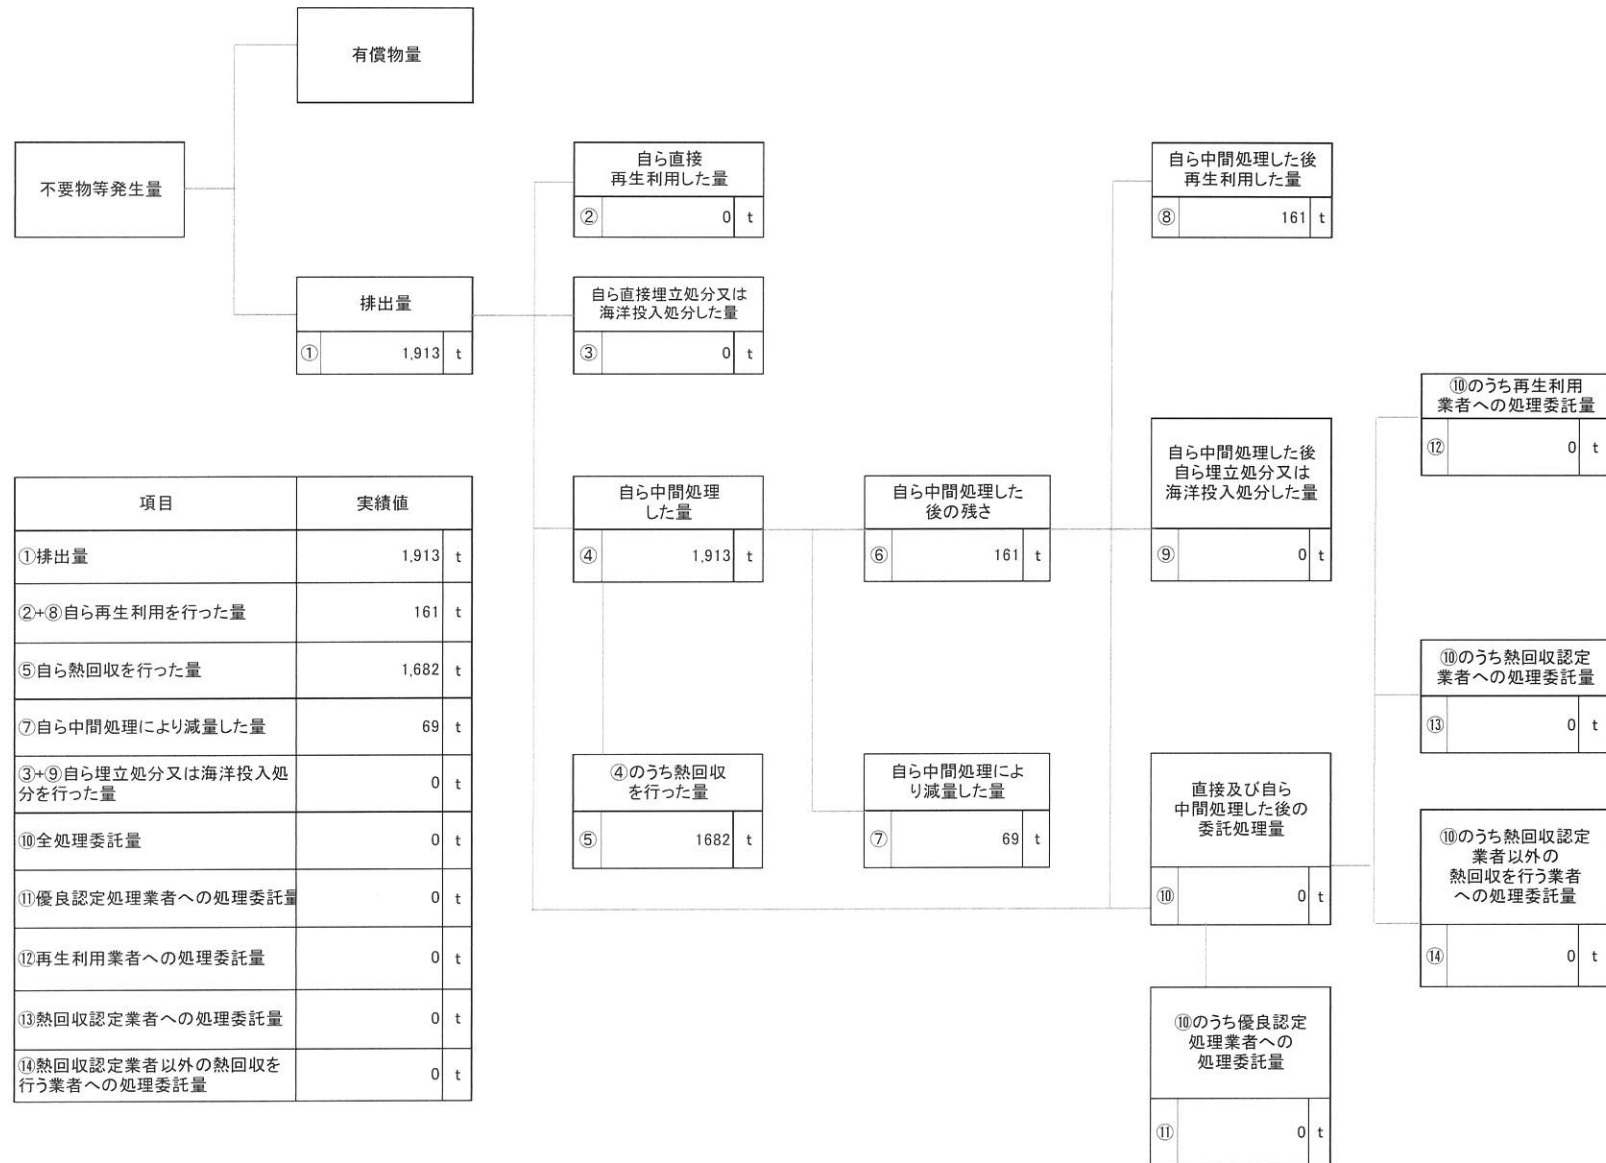 有償物量
不要物等発生量
排出量
① 1,913 t
自ら直接
再生利用した量
② 0 t
自ら直接埋立処分又は
海洋投入処分した量
③ 0 t
自ら中間処理
した量
④ 1,913 t
④のうち熱回収
を行った量
⑤ 1682 t
自ら中間処理した
後の残さ
⑥ 161 t
自ら中間処理によ
り減量した量
⑦ 69 t
自ら中間処理した後
再生利用した量
⑧ 161 t
自ら中間処理した後
自ら埋立処分又は
海洋投入処分した量
⑨ 0 t
直接及び自ら
中間処理した後の
委託処理量
⑩ 0 t
⑩のうち優良認定
処理業者への
処理委託量
⑪ 0 t
⑩のうち再生利用
業者への処理委託量
⑫ 0 t
⑩のうち熱回収認定
業者への処理委託量
⑬ 0 t
⑩のうち熱回収認定
業者以外の
熱回収を行う業者
への処理委託量
⑭ 0 t
項目 実績値
①排出量 1,913 t
②+⑧自ら再生利用を行った量 161 t
⑤自ら熱回収を行った量 1,682 t
⑦自ら中間処理により減量した量 69 t
③+⑨自ら埋立処分又は海洋投入処
分を行った量 0 t
⑩全処理委託量 0 t
⑪優良認定処理業者への処理委託量 0 t
⑫再生利用業者への処理委託量 0 t
⑬熱回収認定業者への処理委託量 0 t
⑭熱回収認定業者以外の熱回収を
行う業者への処理委託量 0 t